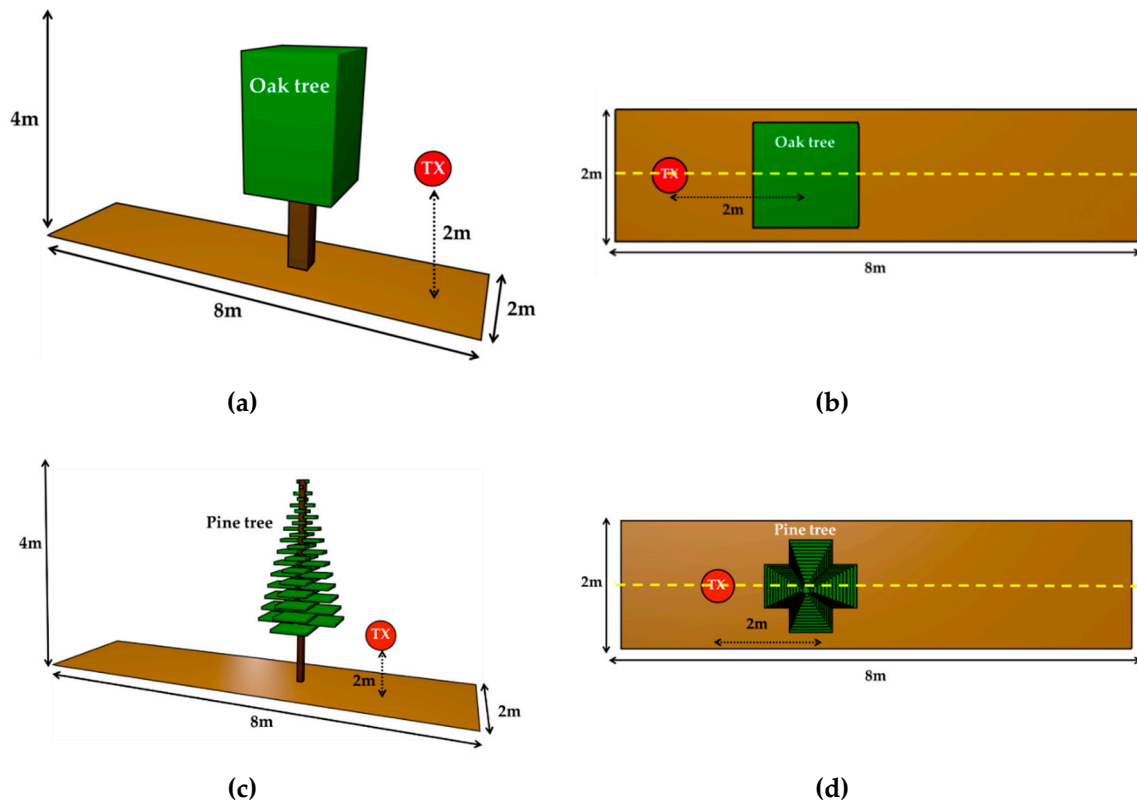 Oak tree
4m
TX
2m
8m
2m
(a)
Oak tree
2m
TX
2m
8m
(b)
Pine tree
4m
TX
2m
8m
2m
(c)
Pine tree
2m
TX
2m
8m
(d)